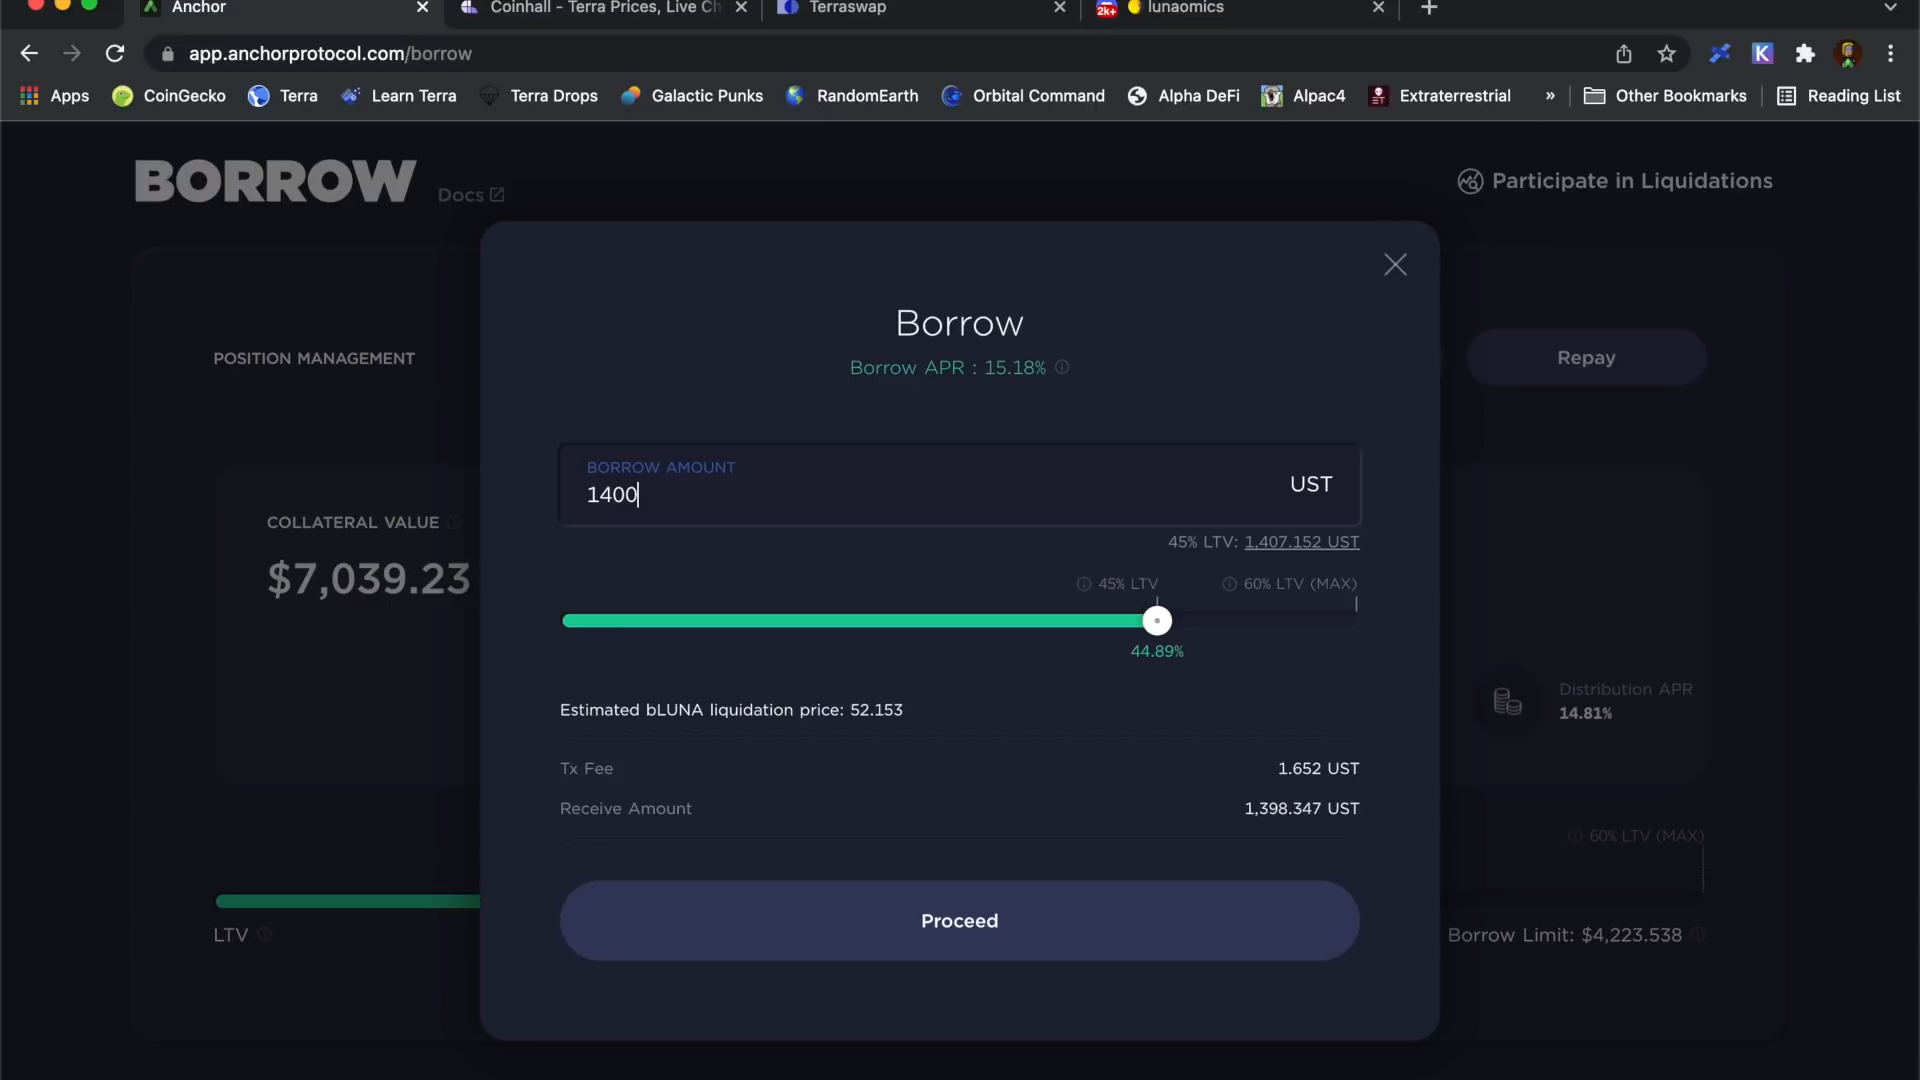 Anchor
Coinhall - Terra Prices, Live Ch
Terraswap
2k+
lunaomics
app.anchorprotocol.com/borrow
K
Apps
CoinGecko
Terra
Learn Terra
Terra Drops
Galactic Punks
RandomEarth
Orbital Command
Alpha DeFi
Alpac4
Extraterrestrial
»
Other Bookmarks
Reading List
BORROW
Docs
Participate in Liquidations
Borrow
Borrow APR : 15.18%
POSITION MANAGEMENT
Repay
BORROW AMOUNT
1400
UST
45% LTV: 1,407.152 UST
45% LTV
60% LTV (MAX)
44.89%
COLLATERAL VALUE
$7,039.23
Estimated bLUNA liquidation price: 52.153
Tx Fee
1.652 UST
Receive Amount
1,398.347 UST
Proceed
Distribution APR
14.81%
60% LTV (MAX)
LTV
Borrow Limit: $4,223.538